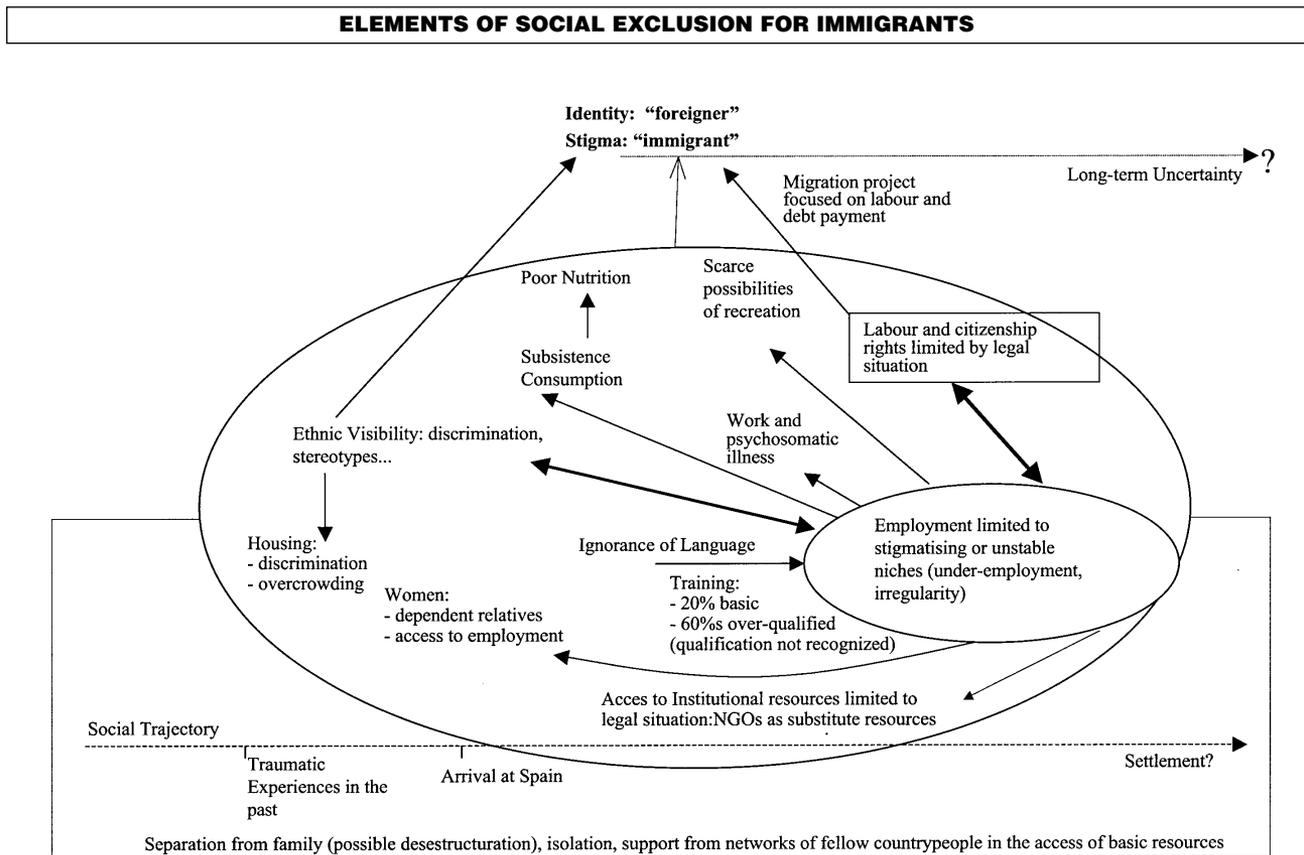 ELEMENTS OF SOCIAL EXCLUSION FOR IMMIGRANTS
Identity: “foreigner”
Stigma: “immigrant”
?
Long-term Uncertainty
Migration project
focused on labour and
debt payment
Poor Nutrition
Scarce
possibilities
of recreation
Labour and citizenship
rights limited by legal
situation
Subsistence
Consumption
Ethnic Visibility: discrimination,
stereotypes...
Work and
psychosomatic
illness
Housing:
- discrimination
- overcrowding
Ignorance of Language
Employment limited to
stigmatising or unstable
niches (under-employment,
irregularity)
Women:
- dependent relatives
- access to employment
Training:
- 20% basic
- 60%s over-qualified
(qualification not recognized)
Acces to Institutional resources limited to
legal situation:NGOs as substitute resources
Social Trajectory
Traumatic
Experiences in the
past
Arrival at Spain
Settlement?
Separation from family (possible desestructuration), isolation, support from networks of fellow countrypeople in the access of basic resources